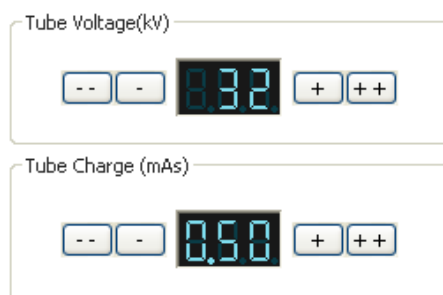 Tube Voltage(kV)
-- - 32 + ++
Tube Charge (mAs)
-- - 0.50 + ++